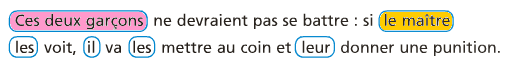 Ces deux garçons ne devraient pas se battre : si le maître
les voit, il va les mettre au coin et leur donner une punition.